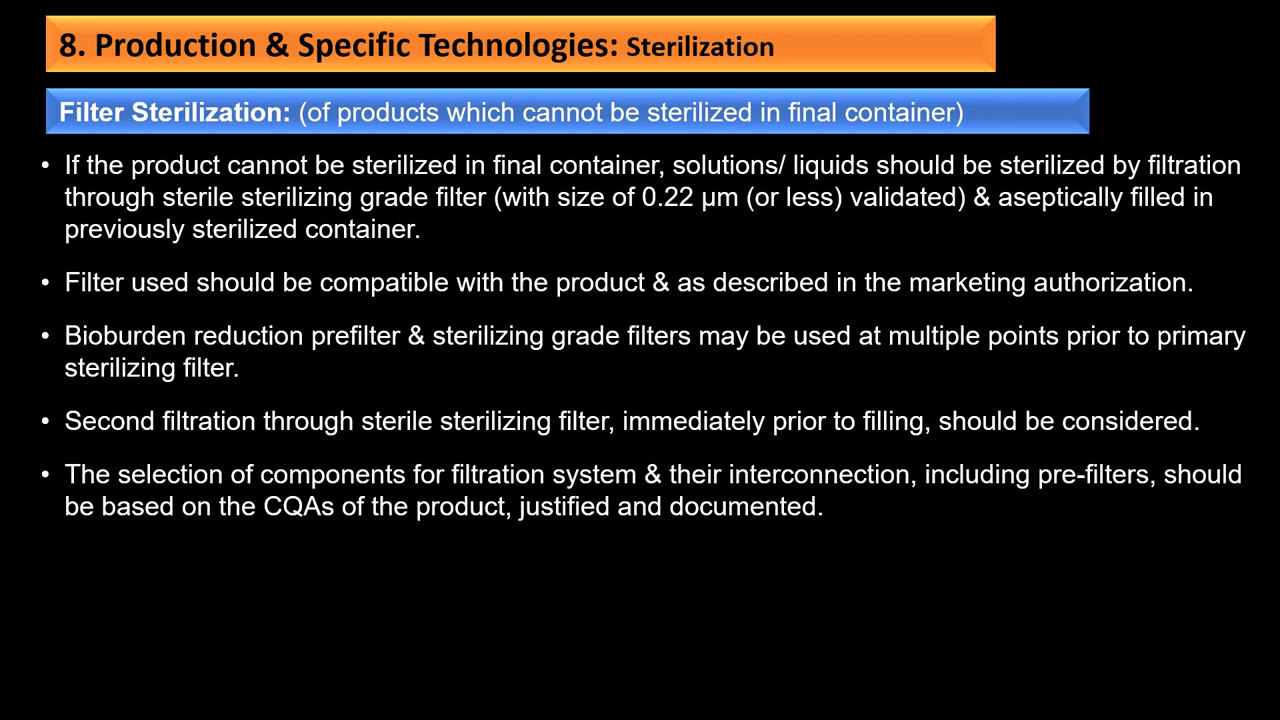 8. Production & Specific Technologies: Sterilization
Filter Sterilization: (of products which cannot be sterilized in final container)
• If the product cannot be sterilized in final container, solutions/ liquids should be sterilized by filtration
through sterile sterilizing grade filter (with size of 0.22 μm (or less) validated) & aseptically filled in
previously sterilized container.
• Filter used should be compatible with the product & as described in the marketing authorization.
• Bioburden reduction prefilter & sterilizing grade filters may be used at multiple points prior to primary
sterilizing filter.
• Second filtration through sterile sterilizing filter, immediately prior to filling, should be considered.
• The selection of components for filtration system & their interconnection, including pre-filters, should
be based on the CQAs of the product, justified and documented.